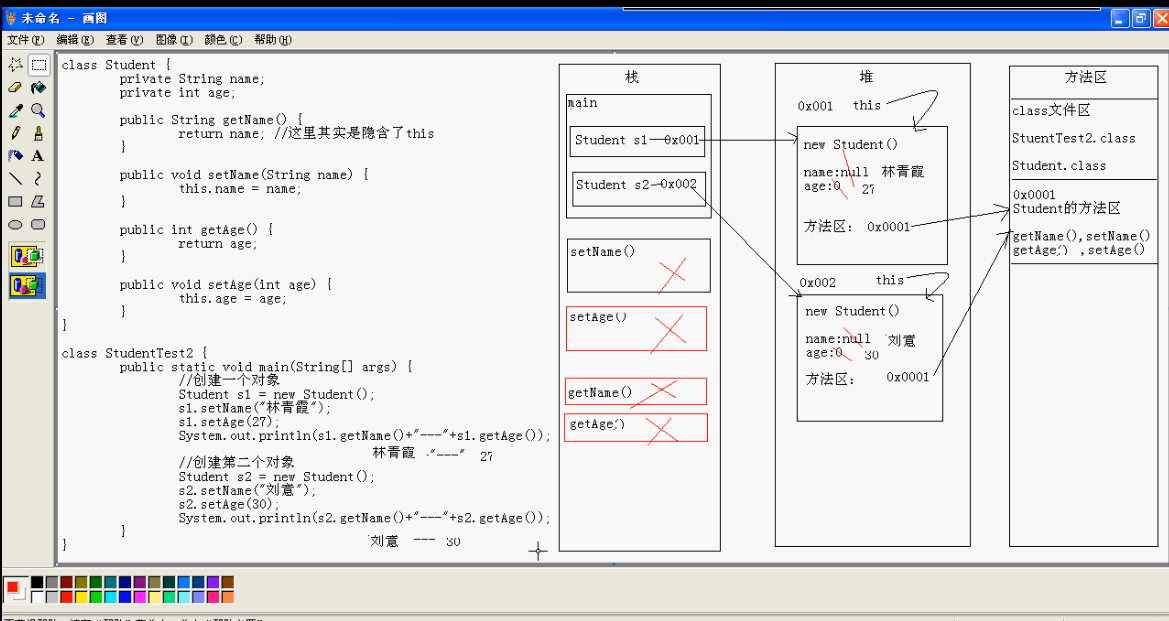 未命名 - 画图
文件(F) 编辑(E) 查看(V) 图像(I) 颜色(C) 帮助(H)
class Student {
private String name;
private int age;
public String getName() {
return name; //这里其实是隐含了this
}
public void setName(String name) {
this.name = name;
}
public int getAge() {
return age;
}
public void setAge(int age) {
this.age = age;
}
}
class StudentTest2 {
public static void main(String[] args) {
//创建一个对象
Student s1 = new Student();
s1.setName("林青霞");
s1.setAge(27);
System.out.println(s1.getName()+"---"+s1.getAge());
林青霞 "---" 27
//创建第二个对象
Student s2 = new Student();
s2.setName("刘意");
s2.setAge(30);
System.out.println(s2.getName()+"---"+s2.getAge());
}
刘意 --- 30
}
栈
main
Student s1 0x001
Student s2 0x002
setName()
setAge()
getName()
getAge()
堆
0x001 this
new Student()
name:null 林青霞
age:0 27
方法区: 0x0001
0x002 this
new Student()
name:null 刘意
age:0 30
方法区: 0x0001
方法区
class文件区
StuentTest2.class
Student.class
0x0001
Student的方法区
getName(),setName()
getAge() ,setAge()